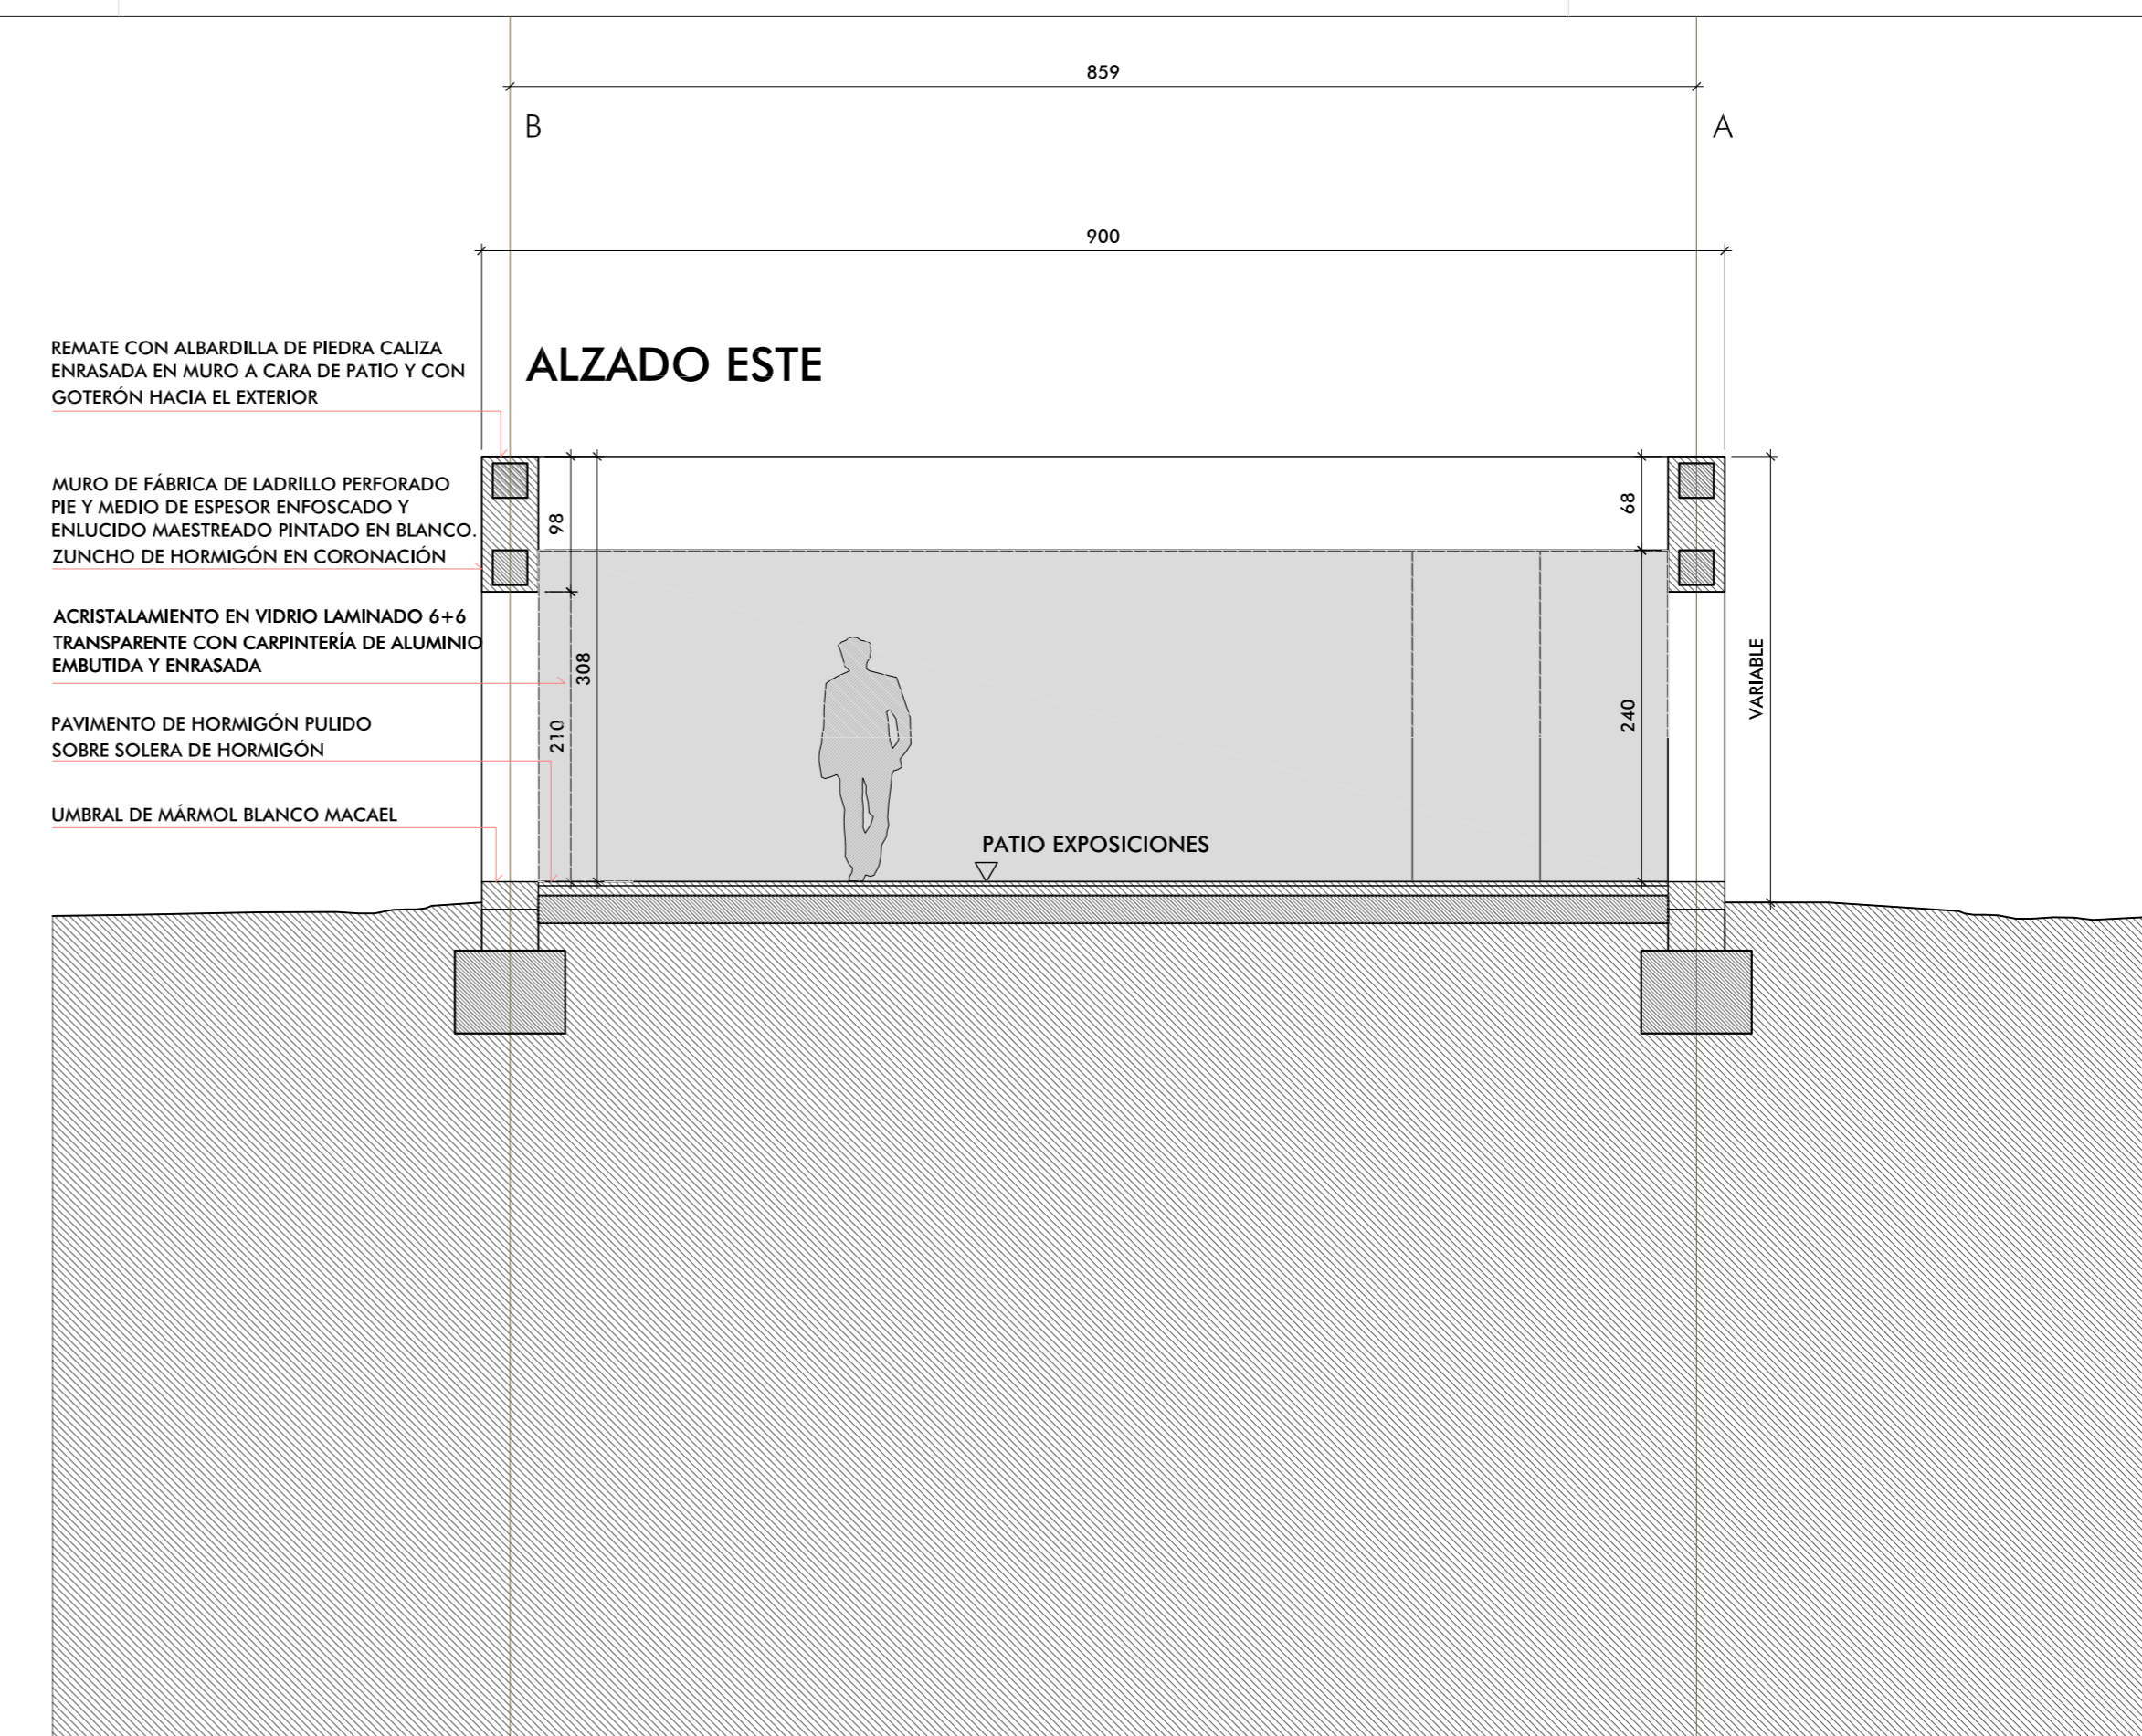 859
B
A
900
REMATE CON ALBARDILLA DE PIEDRA CALIZA
ENRASADA EN MURO A CARA DE PATIO Y CON
GOTERÓN HACIA EL EXTERIOR
ALZADO ESTE
MURO DE FÁBRICA DE LADRILLO PERFORADO
PIE Y MEDIO DE ESPESOR ENFOSCADO Y
ENLUCIDO MAESTREADO PINTADO EN BLANCO.
ZUNCHO DE HORMIGÓN EN CORONACIÓN
98
68
ACRISTALAMIENTO EN VIDRIO LAMINADO 6+6
TRANSPARENTE CON CARPINTERÍA DE ALUMINIO
EMBUTIDA Y ENRASADA
308
VARIABLE
PAVIMENTO DE HORMIGÓN PULIDO
SOBRE SOLERA DE HORMIGÓN
210
240
UMBRAL DE MÁRMOL BLANCO MACAEL
PATIO EXPOSICIONES